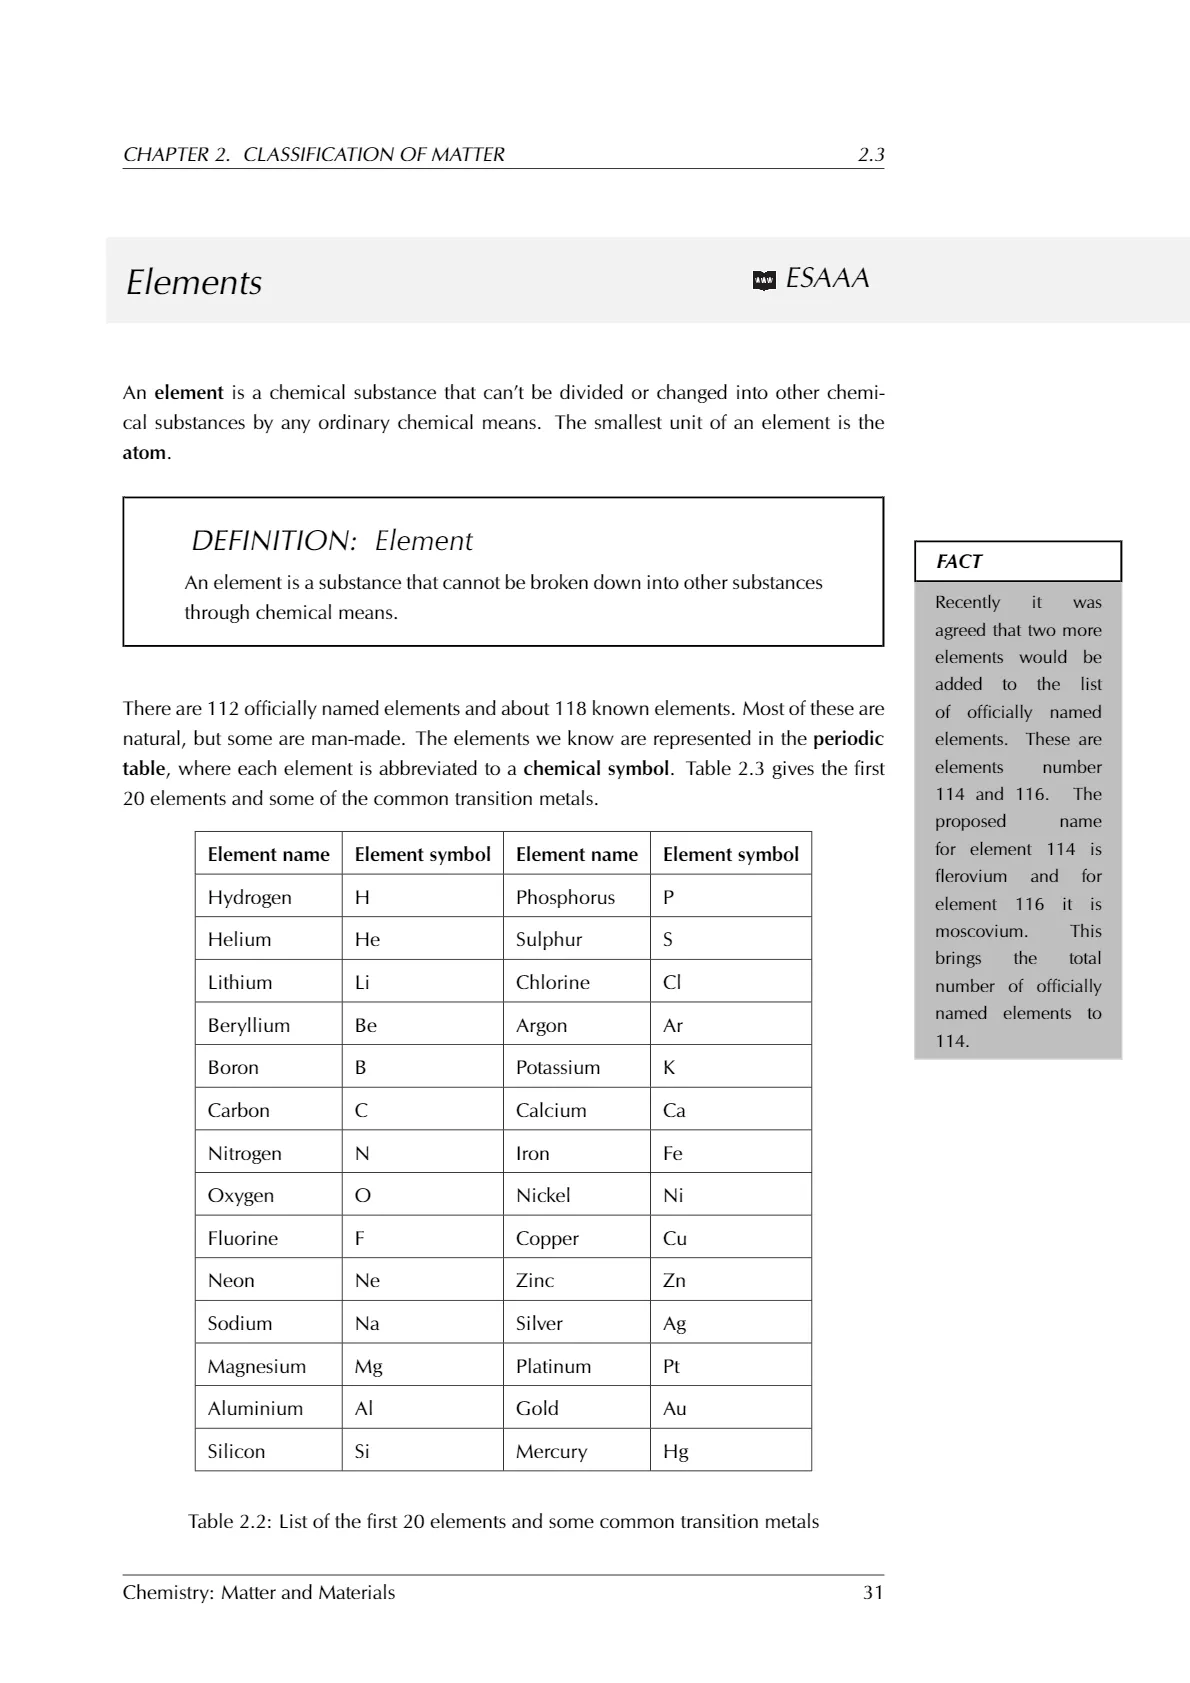 CHAPTER 2. CLASSIFICATION OF MATTER 2.3
Elements
www ESAAA
An element is a chemical substance that can’t be divided or changed into other chemi-
cal substances by any ordinary chemical means. The smallest unit of an element is the
atom.
DEFINITION: Element
An element is a substance that cannot be broken down into other substances
through chemical means.
FACT
Recently it was
agreed that two more
elements would be
added to the list
of officially named
elements. These are
elements number
114 and 116. The
proposed name
for element 114 is
flerovium and for
element 116 it is
moscovium. This
brings the total
number of officially
named elements to
114.
There are 112 officially named elements and about 118 known elements. Most of these are
natural, but some are man-made. The elements we know are represented in the periodic
table, where each element is abbreviated to a chemical symbol. Table 2.3 gives the first
20 elements and some of the common transition metals.
Element name Element symbol Element name Element symbol
Hydrogen H Phosphorus P
Helium He Sulphur S
Lithium Li Chlorine Cl
Beryllium Be Argon Ar
Boron B Potassium K
Carbon C Calcium Ca
Nitrogen N Iron Fe
Oxygen O Nickel Ni
Fluorine F Copper Cu
Neon Ne Zinc Zn
Sodium Na Silver Ag
Magnesium Mg Platinum Pt
Aluminium Al Gold Au
Silicon Si Mercury Hg
Table 2.2: List of the first 20 elements and some common transition metals
Chemistry: Matter and Materials 31